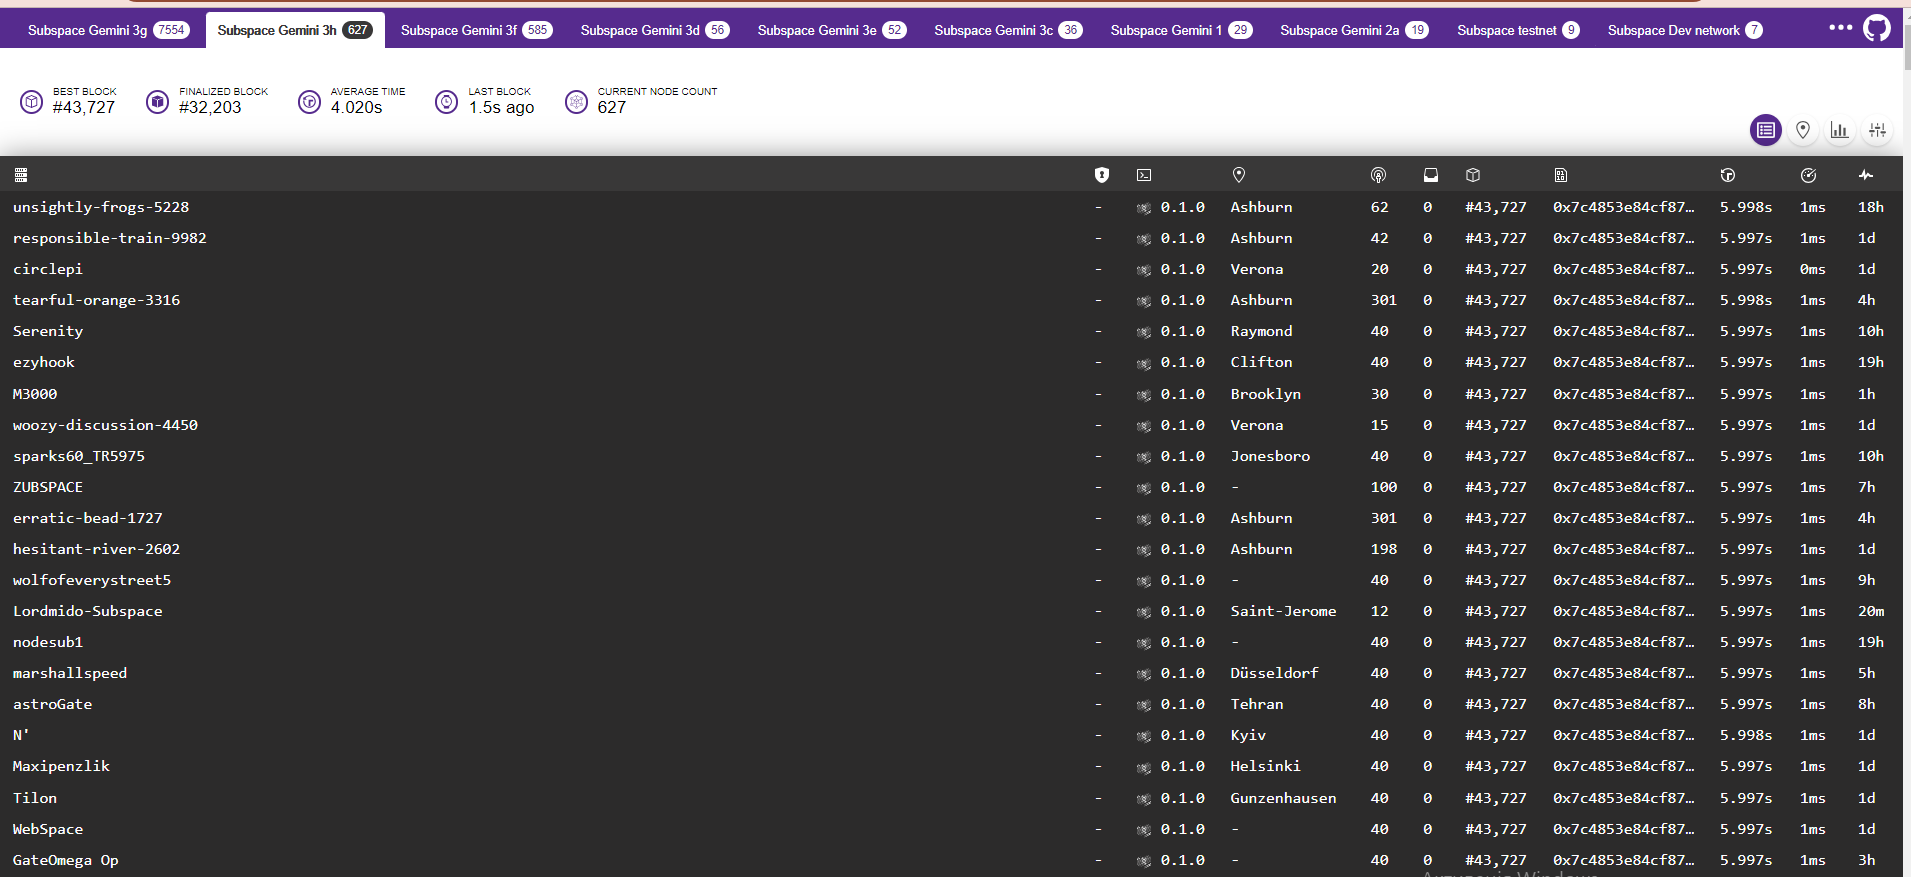 Subspace Gemini 3g 7554 Subspace Gemini 3h 627 Subspace Gemini 3f 585 Subspace Gemini 3d 56 Subspace Gemini 3e 52 Subspace Gemini 3c 36 Subspace Gemini 1 29 Subspace Gemini 2a 19 Subspace testnet 9 Subspace Dev network 7
BEST BLOCK FINALIZED BLOCK AVERAGE TIME LAST BLOCK CURRENT NODE COUNT
#43,727 #32,203 4.020s 1.5s ago 627
unsightly-frogs-5228 - 0.1.0 Ashburn 62 0 #43,727 0x7c4853e84cf87… 5.998s 1ms 18h
responsible-train-9982 - 0.1.0 Ashburn 42 0 #43,727 0x7c4853e84cf87… 5.997s 1ms 1d
circlepi - 0.1.0 Verona 20 0 #43,727 0x7c4853e84cf87… 5.997s 0ms 1d
tearful-orange-3316 - 0.1.0 Ashburn 301 0 #43,727 0x7c4853e84cf87… 5.998s 1ms 4h
Serenity - 0.1.0 Raymond 40 0 #43,727 0x7c4853e84cf87… 5.997s 1ms 10h
ezyhook - 0.1.0 Clifton 40 0 #43,727 0x7c4853e84cf87… 5.997s 1ms 19h
M3000 - 0.1.0 Brooklyn 30 0 #43,727 0x7c4853e84cf87… 5.997s 1ms 1h
woozy-discussion-4450 - 0.1.0 Verona 15 0 #43,727 0x7c4853e84cf87… 5.997s 1ms 1d
sparks60_TR5975 - 0.1.0 Jonesboro 40 0 #43,727 0x7c4853e84cf87… 5.997s 1ms 10h
ZUBSPACE - 0.1.0 - 100 0 #43,727 0x7c4853e84cf87… 5.997s 1ms 7h
erratic-bead-1727 - 0.1.0 Ashburn 301 0 #43,727 0x7c4853e84cf87… 5.997s 1ms 4h
hesitant-river-2602 - 0.1.0 Ashburn 198 0 #43,727 0x7c4853e84cf87… 5.997s 1ms 1d
wolfofeverystreet5 - 0.1.0 - 40 0 #43,727 0x7c4853e84cf87… 5.997s 1ms 9h
Lordmido-Subspace - 0.1.0 Saint-Jerome 12 0 #43,727 0x7c4853e84cf87… 5.997s 1ms 20m
nodesub1 - 0.1.0 - 40 0 #43,727 0x7c4853e84cf87… 5.997s 1ms 19h
marshallspeed - 0.1.0 Düsseldorf 40 0 #43,727 0x7c4853e84cf87… 5.997s 1ms 5h
astroGate - 0.1.0 Tehran 40 0 #43,727 0x7c4853e84cf87… 5.997s 1ms 8h
N' - 0.1.0 Kyiv 40 0 #43,727 0x7c4853e84cf87… 5.998s 1ms 1d
Maxipenzlik - 0.1.0 Helsinki 40 0 #43,727 0x7c4853e84cf87… 5.997s 1ms 1d
Tilon - 0.1.0 Gunzenhausen 40 0 #43,727 0x7c4853e84cf87… 5.997s 1ms 1d
WebSpace - 0.1.0 - 40 0 #43,727 0x7c4853e84cf87… 5.997s 1ms 1d
GateOmega Op - 0.1.0 - 40 0 #43,727 0x7c4853e84cf87… 5.997s 1ms 3h